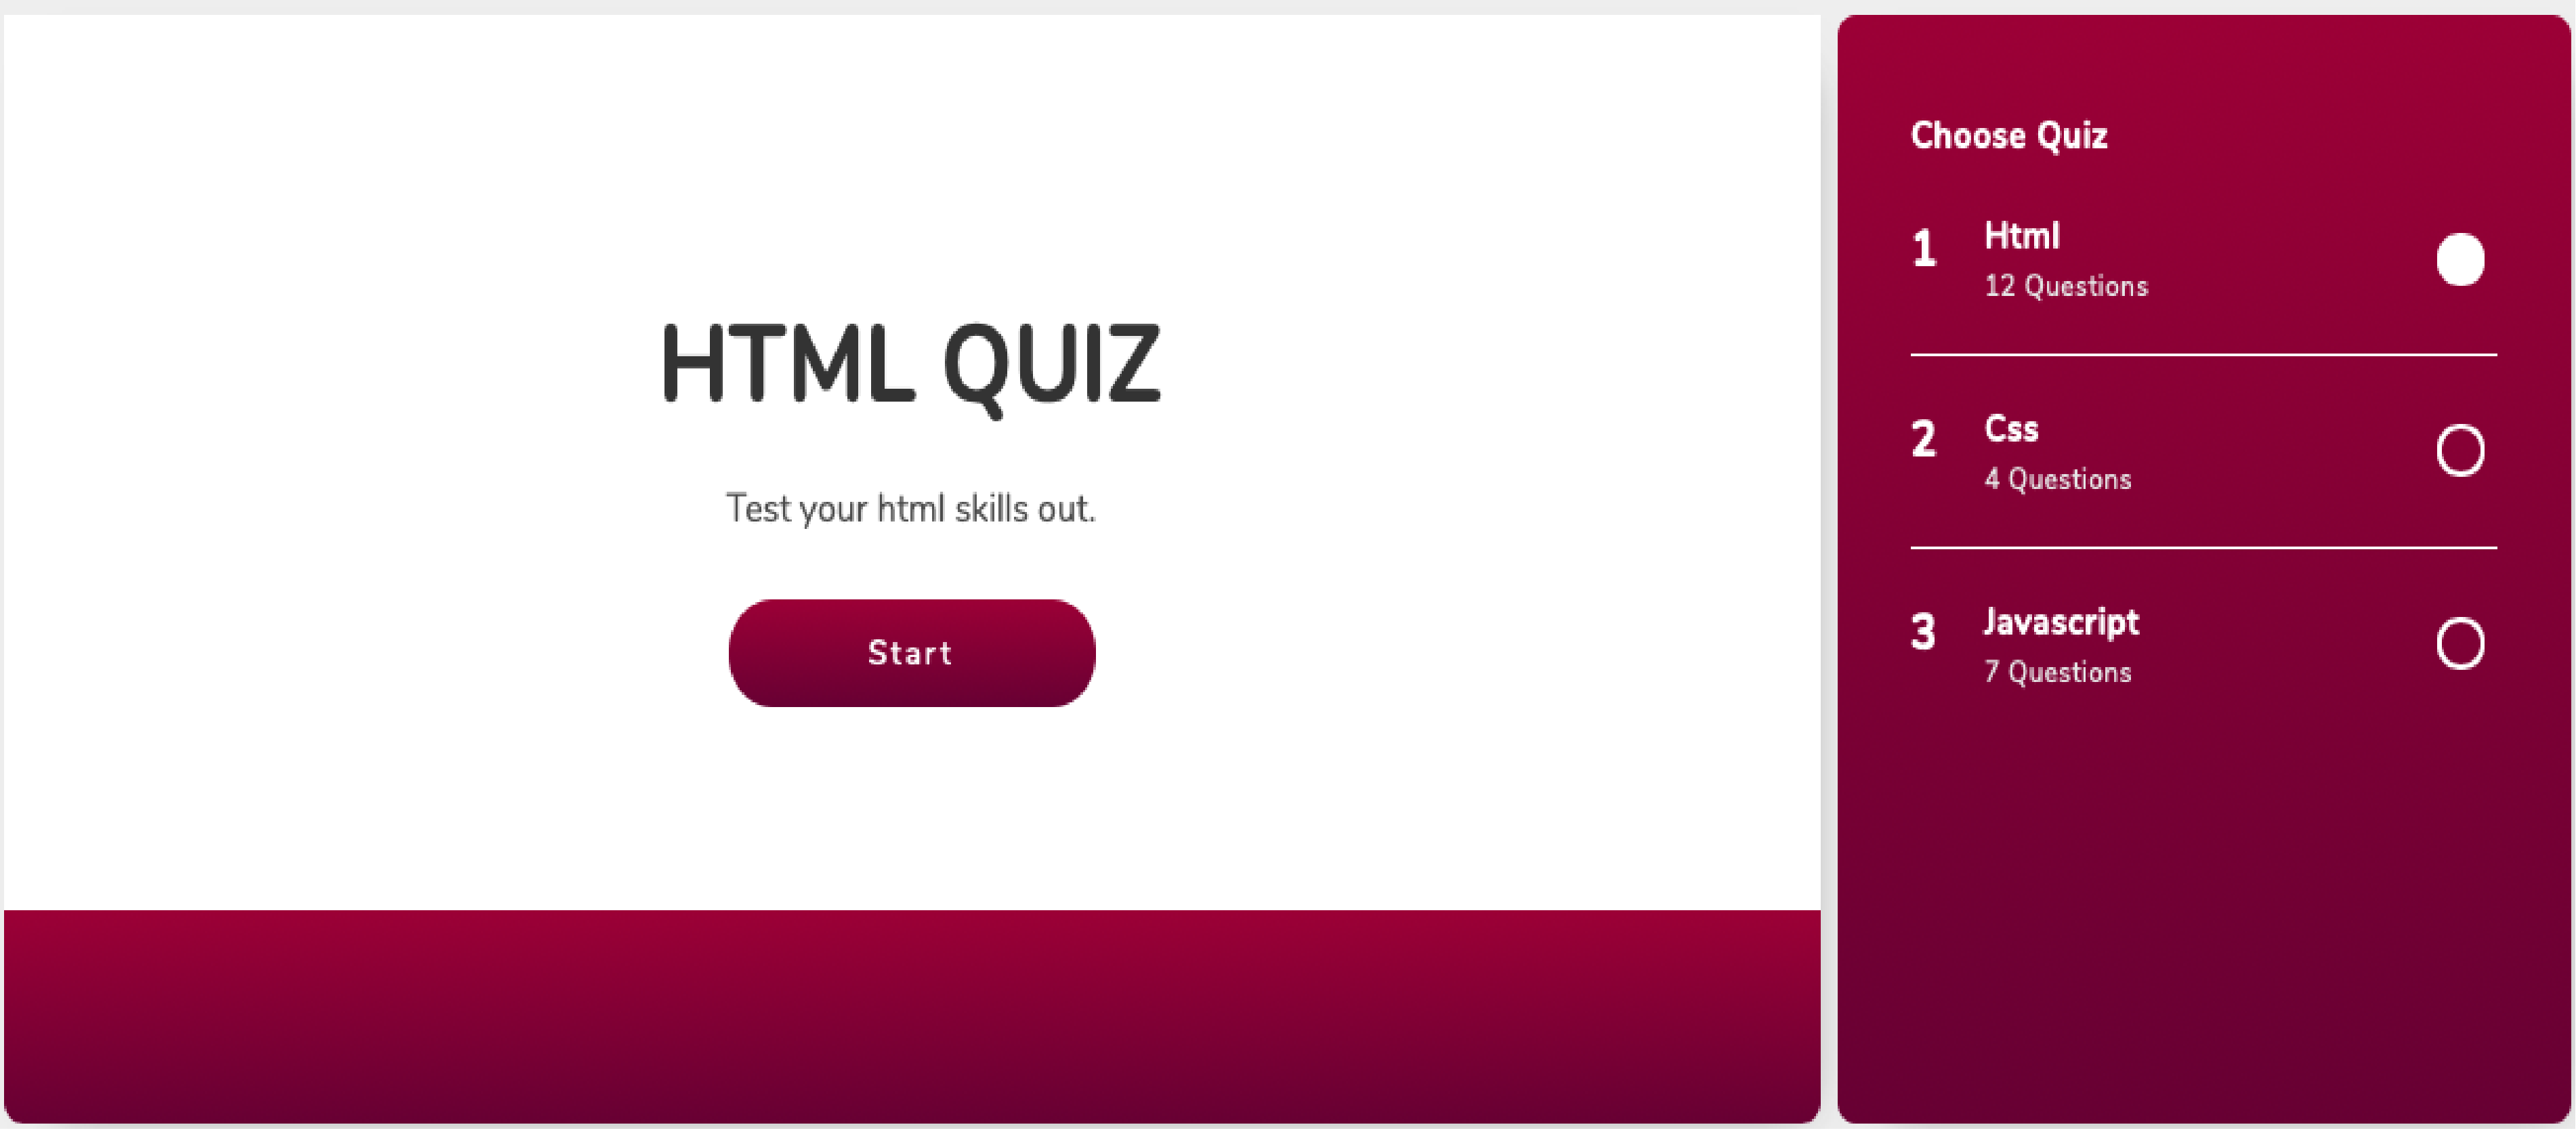 HTML QUIZ
Test your html skills out.
Start
Choose Quiz
1 Html
12 Questions
2 Css
4 Questions
3 Javascript
7 Questions